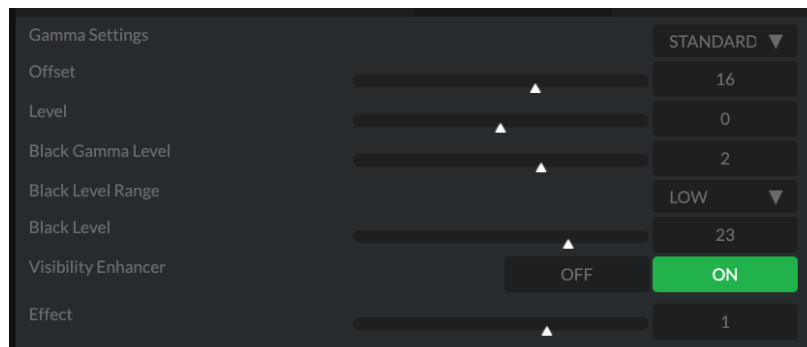 Gamma Settings STANDARD ▼
Offset 16
Level 0
Black Gamma Level 2
Black Level Range LOW ▼
Black Level 23
Visibility Enhancer OFF ON
Effect 1